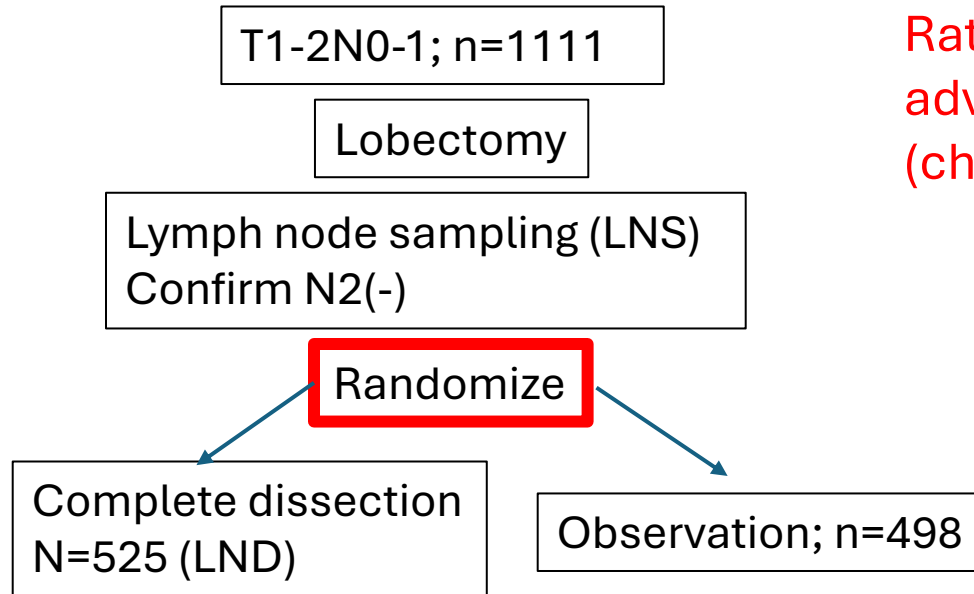 T1-2N0-1; n=1111
Lobectomy
Lymph node sampling (LNS)
Confirm N2(-)
Randomize
Complete dissection
N=525 (LND)
Observation; n=498